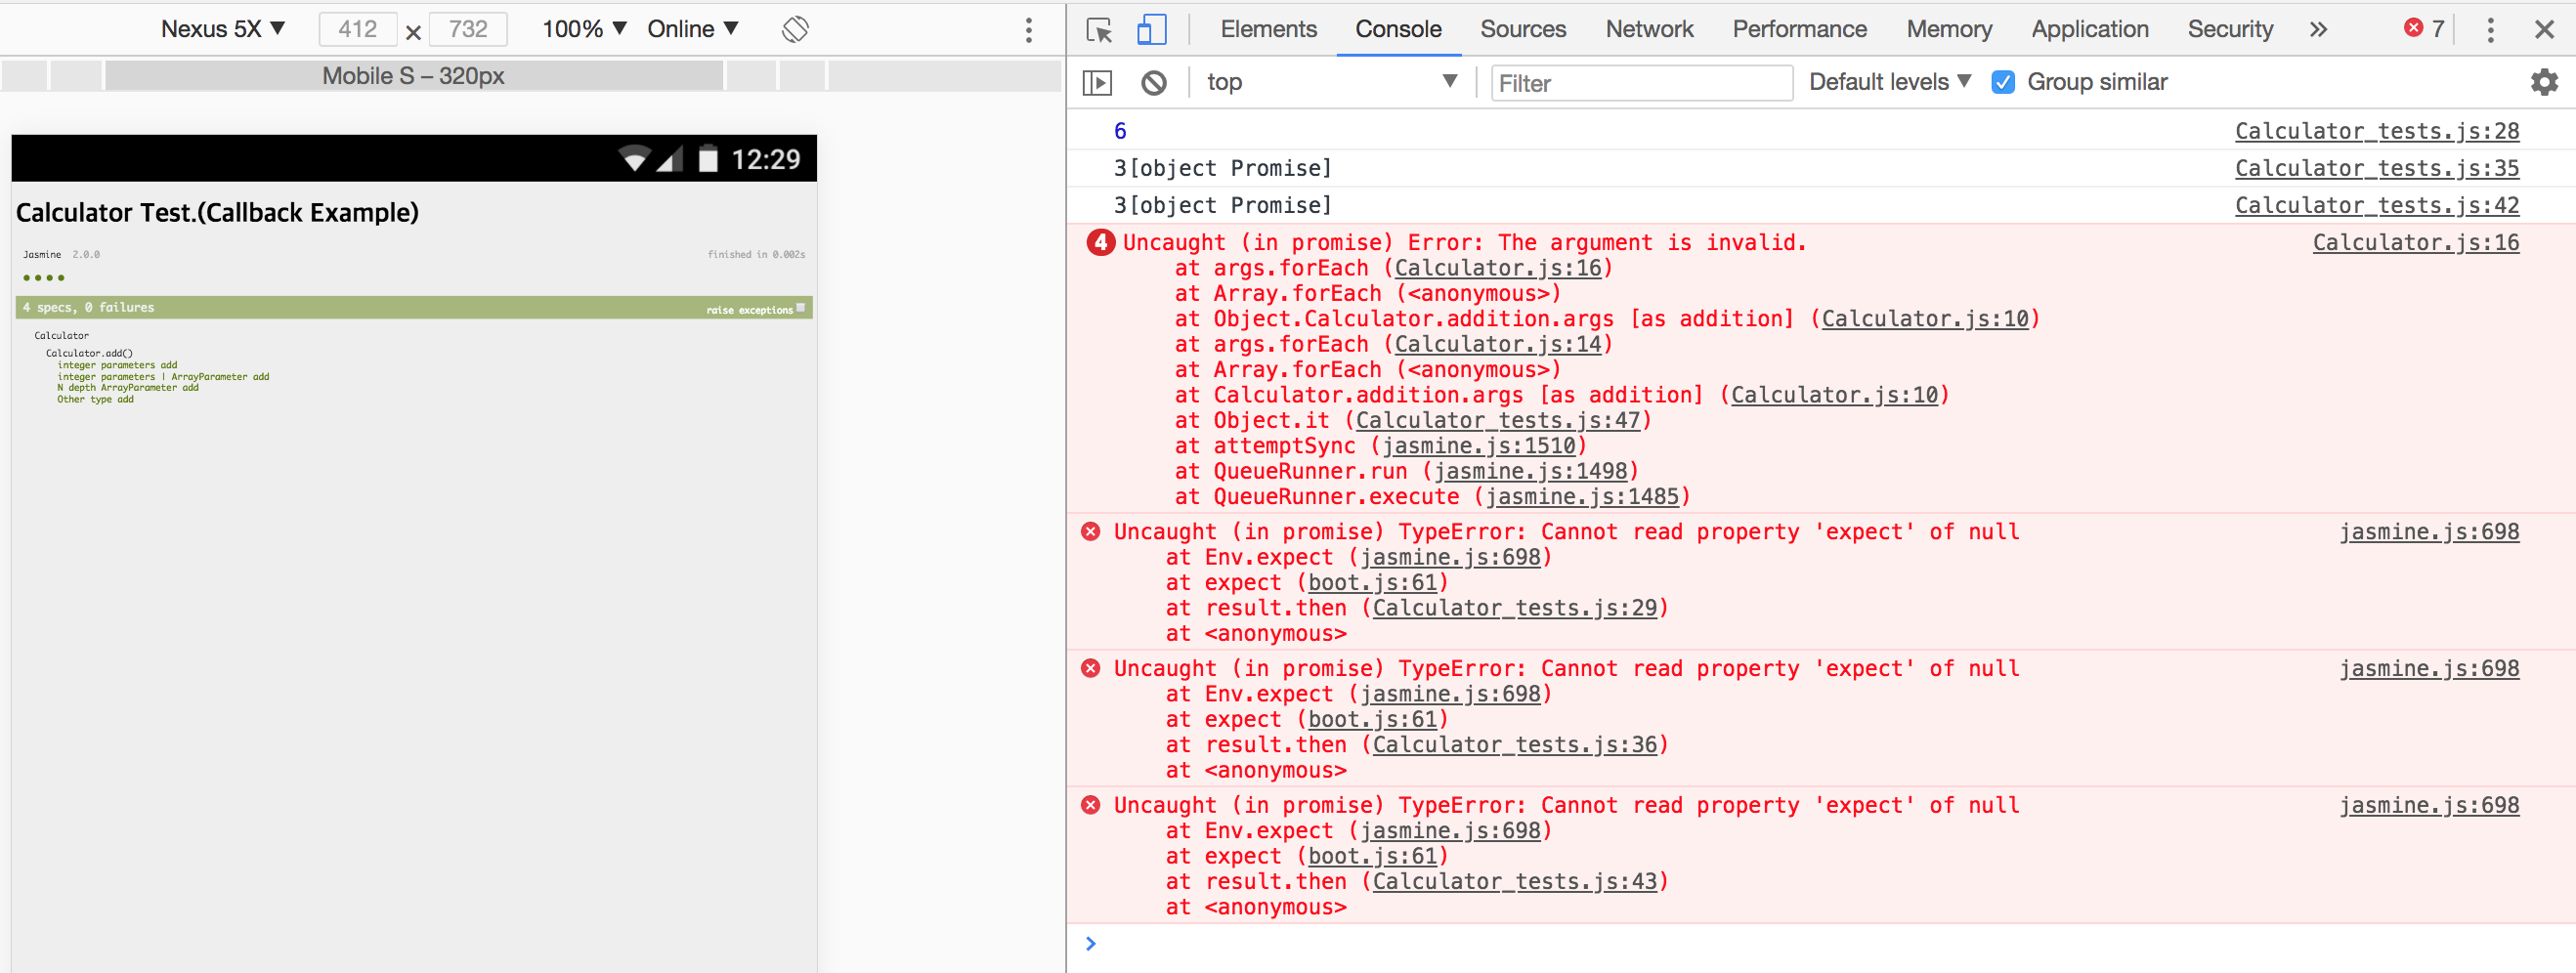 Nexus 5X ▼ 412 × 732 100% ▼ Online ▼
Mobile S – 320px
12:29
Calculator Test.(Callback Example)
Jasmine 2.0.0 finished in 0.002s
••••
4 specs, 0 failures raise exceptions
Calculator
Calculator.add()
integer parameters add
integer parameters | ArrayParameter add
N depth ArrayParameter add
Other type add
Elements Console Sources Network Performance Memory Application Security » 7
top ▼ Filter Default levels ▼ Group similar
6 Calculator_tests.js:28
3[object Promise] Calculator_tests.js:35
3[object Promise] Calculator_tests.js:42
4 Uncaught (in promise) Error: The argument is invalid. Calculator.js:16
at args.forEach (Calculator.js:16)
at Array.forEach (<anonymous>)
at Object.Calculator.addition.args [as addition] (Calculator.js:10)
at args.forEach (Calculator.js:14)
at Array.forEach (<anonymous>)
at Calculator.addition.args [as addition] (Calculator.js:10)
at Object.it (Calculator_tests.js:47)
at attemptSync (jasmine.js:1510)
at QueueRunner.run (jasmine.js:1498)
at QueueRunner.execute (jasmine.js:1485)
Uncaught (in promise) TypeError: Cannot read property 'expect' of null jasmine.js:698
at Env.expect (jasmine.js:698)
at expect (boot.js:61)
at result.then (Calculator_tests.js:29)
at <anonymous>
Uncaught (in promise) TypeError: Cannot read property 'expect' of null jasmine.js:698
at Env.expect (jasmine.js:698)
at expect (boot.js:61)
at result.then (Calculator_tests.js:36)
at <anonymous>
Uncaught (in promise) TypeError: Cannot read property 'expect' of null jasmine.js:698
at Env.expect (jasmine.js:698)
at expect (boot.js:61)
at result.then (Calculator_tests.js:43)
at <anonymous>